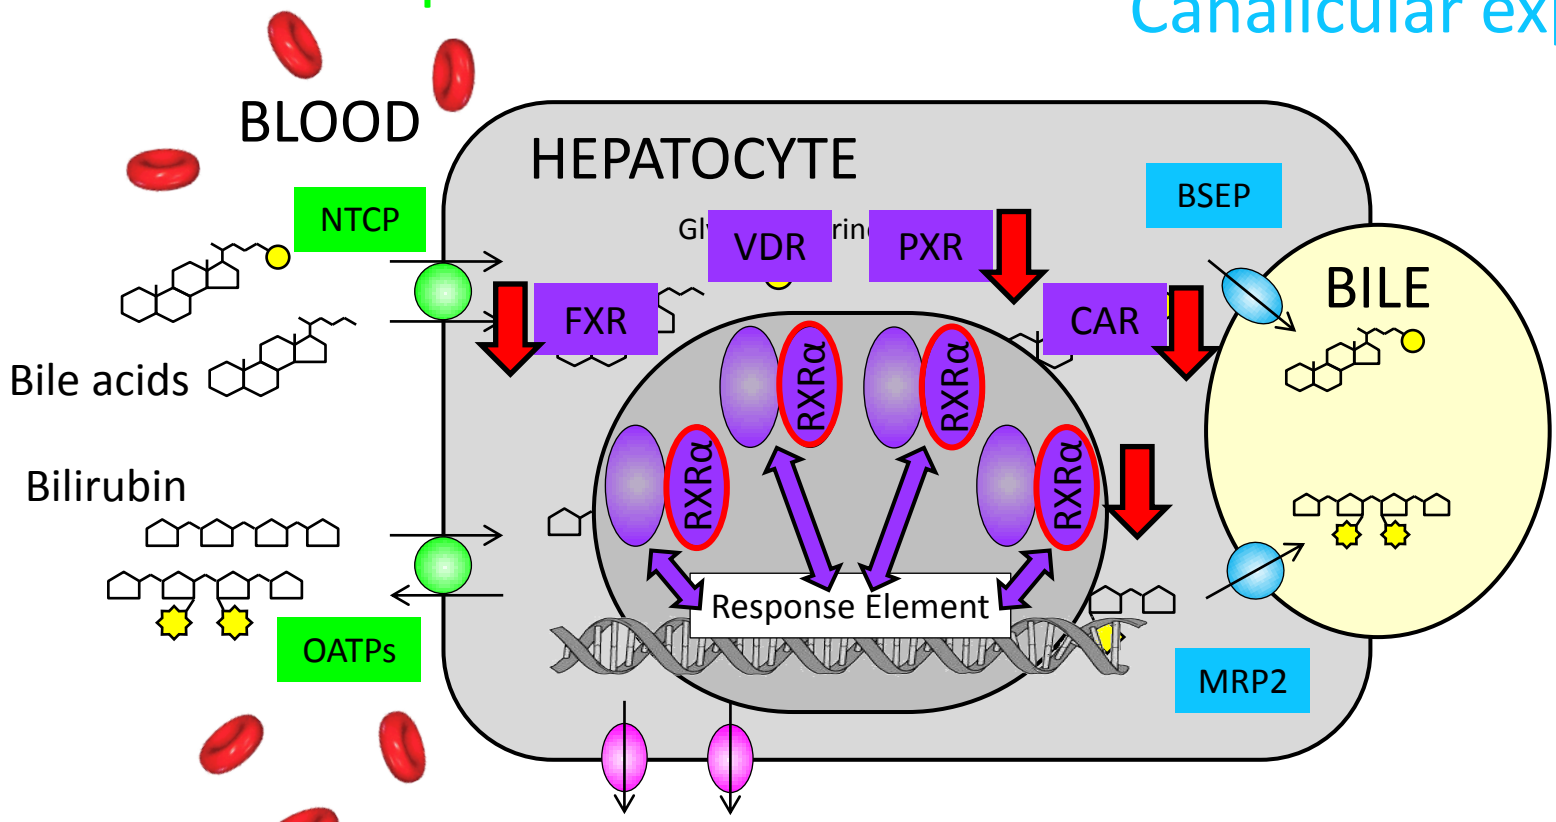 Canalicular
BLOOD
HEPATOCYTE
BSEP
NTCP
VDR
PXR
BILE
FXR
CAR
RXRα
RXRα
Bile acids
RXRα
RXRα
Bilirubin
Response Element
OATPs
MRP2